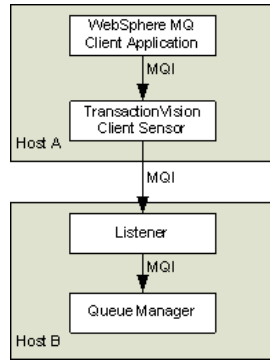 WebSphere MQ
Client Application
MQI
TransactionVision
Client Sensor
Host A
MQI
Listener
MQI
Queue Manager
Host B